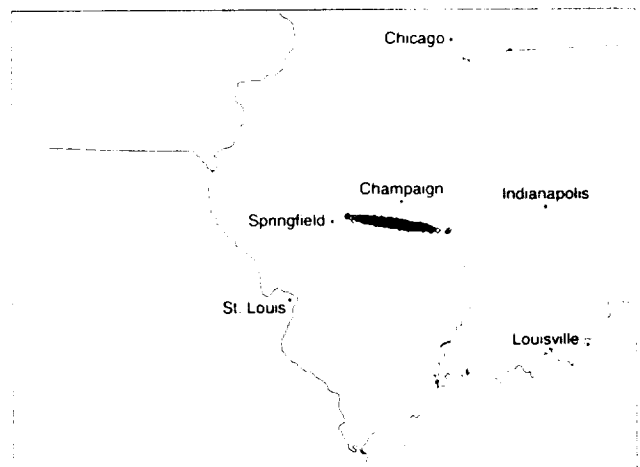 Chicago
Champaign
Indianapolis
Springfield
St. Louis
Louisville